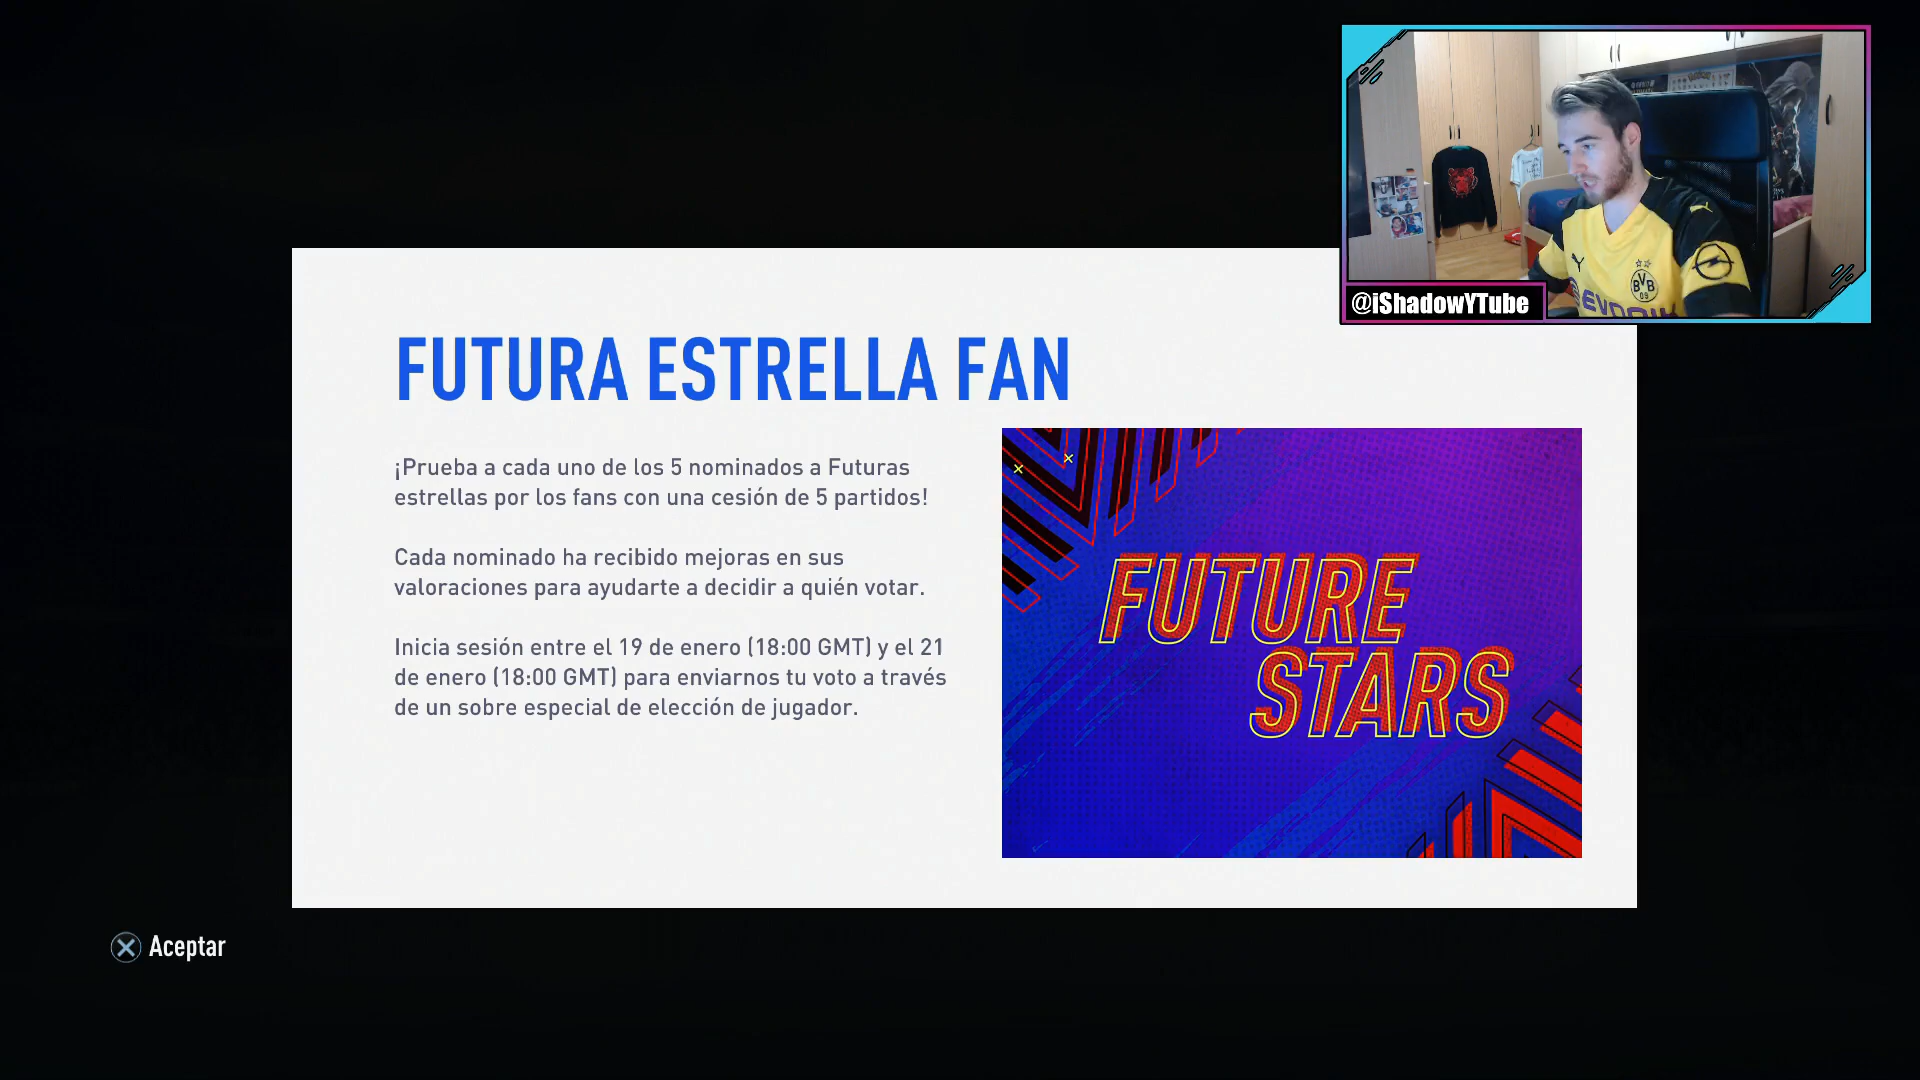 @iShadowYTube
BVB
09
FUTURA ESTRELLA FAN
¡Prueba a cada uno de los 5 nominados a Futuras
estrellas por los fans con una cesión de 5 partidos!
Cada nominado ha recibido mejoras en sus
valoraciones para ayudarte a decidir a quién votar.
Inicia sesión entre el 19 de enero (18:00 GMT) y el 21
de enero (18:00 GMT) para enviarnos tu voto a través
de un sobre especial de elección de jugador.
FUTURE
STARS
Aceptar